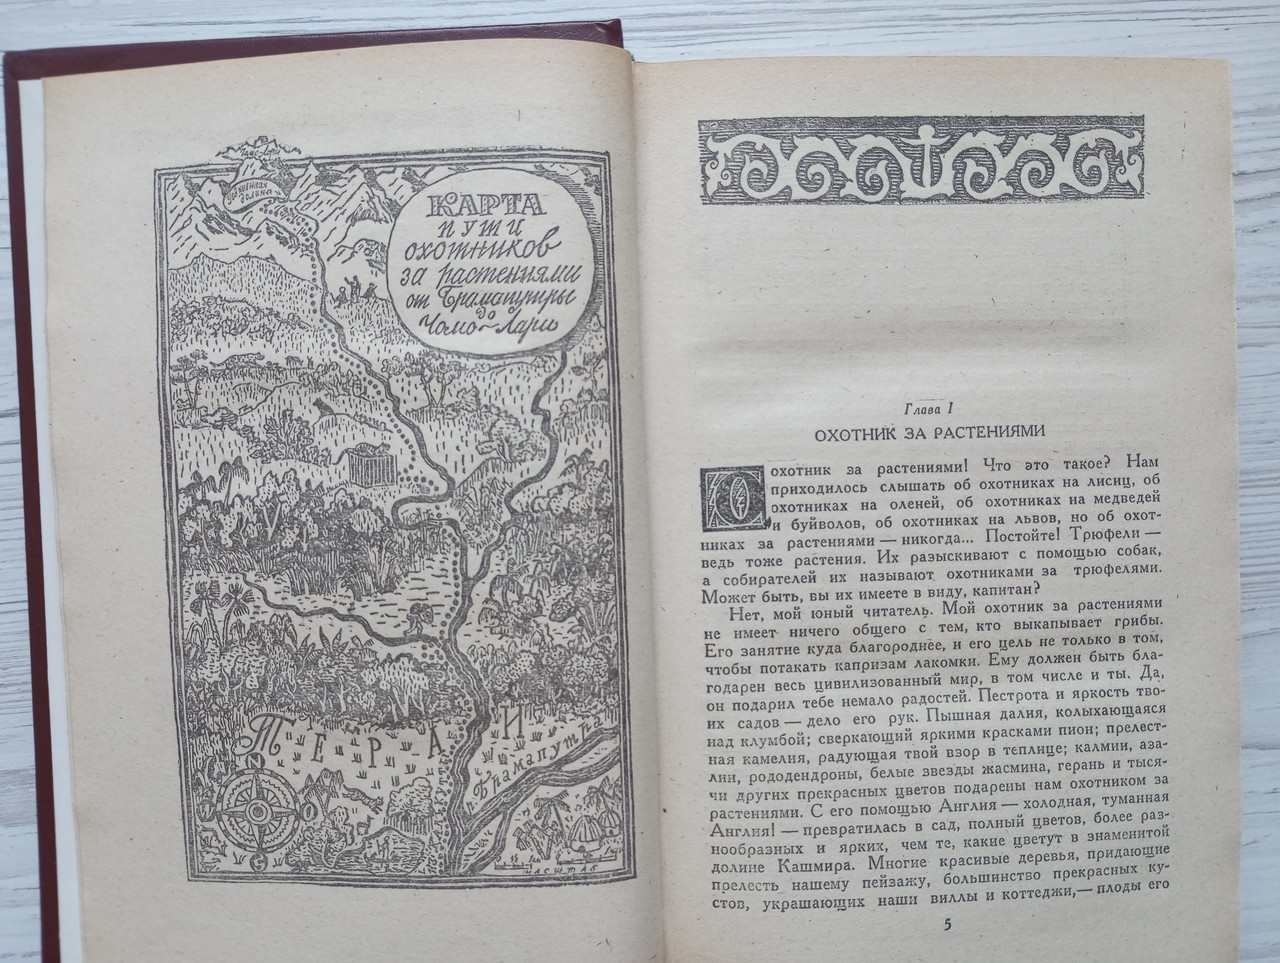 Чомо-Лари
КАРТА
пути
охотников
за растениями
от Брамапутры
до
Чомо-Лари
ТЕРАИ
р. Брамапутра
N
O
S
МАСШТАБ
Глава I
ОХОТНИК ЗА РАСТЕНИЯМИ
Охотник за растениями! Что это такое? Нам
приходилось слышать об охотниках на лисиц, об
охотниках на оленей, об охотниках на медведей
и буйволов, об охотниках на львов, но об охот-
никах за растениями — никогда... Постойте! Трюфели —
ведь тоже растения. Их разыскивают с помощью собак,
а собирателей их называют охотниками за трюфелями.
Может быть, вы их имеете в виду, капитан?
Нет, мой юный читатель. Мой охотник за растениями
не имеет ничего общего с тем, кто выкапывает грибы.
Его занятие куда благороднее, и его цель не только в том,
чтобы потакать капризам лакомки. Ему должен быть бла-
годарен весь цивилизованный мир, в том числе и ты. Да,
он подарил тебе немало радостей. Пестрота и яркость тво-
их садов — дело его рук. Пышная далия, колыхающаяся
над клумбой; сверкающий яркими красками пион; прелест-
ная камелия, радующая твой взор в теплице; калмии, аза-
лии, рододендроны, белые звезды жасмина, герань и тыся-
чи других прекрасных цветов подарены нам охотником за
растениями. С его помощью Англия — холодная, туманная
Англия! — превратилась в сад, полный цветов, более раз-
нообразных и ярких, чем те, какие цветут в знаменитой
долине Кашмира. Многие красивые деревья, придающие
прелесть нашему пейзажу, большинство прекрасных ку-
стов, украшающих наши виллы и коттеджи,— плоды его
5